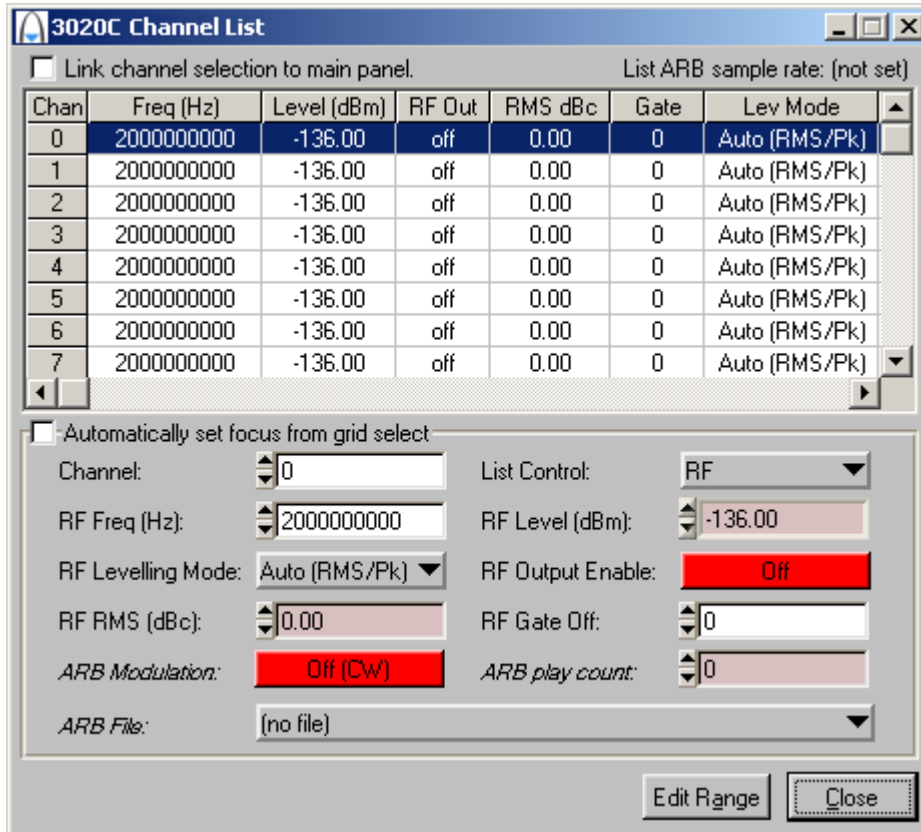 3020C Channel List
Link channel selection to main panel. List ARB sample rate: (not set)
Chan Freq (Hz) Level (dBm) RF Out RMS dBc Gate Lev Mode
0 2000000000 -136.00 off 0.00 0 Auto (RMS/Pk)
1 2000000000 -136.00 off 0.00 0 Auto (RMS/Pk)
2 2000000000 -136.00 off 0.00 0 Auto (RMS/Pk)
3 2000000000 -136.00 off 0.00 0 Auto (RMS/Pk)
4 2000000000 -136.00 off 0.00 0 Auto (RMS/Pk)
5 2000000000 -136.00 off 0.00 0 Auto (RMS/Pk)
6 2000000000 -136.00 off 0.00 0 Auto (RMS/Pk)
7 2000000000 -136.00 off 0.00 0 Auto (RMS/Pk)
Automatically set focus from grid select
Channel: 0 List Control: RF
RF Freq (Hz): 2000000000 RF Level (dBm): -136.00
RF Levelling Mode: Auto (RMS/Pk) RF Output Enable: Off
RF RMS (dBc): 0.00 RF Gate Off: 0
ARB Modulation: Off (CW) ARB play count: 0
ARB File: (no file)
Edit Range Close